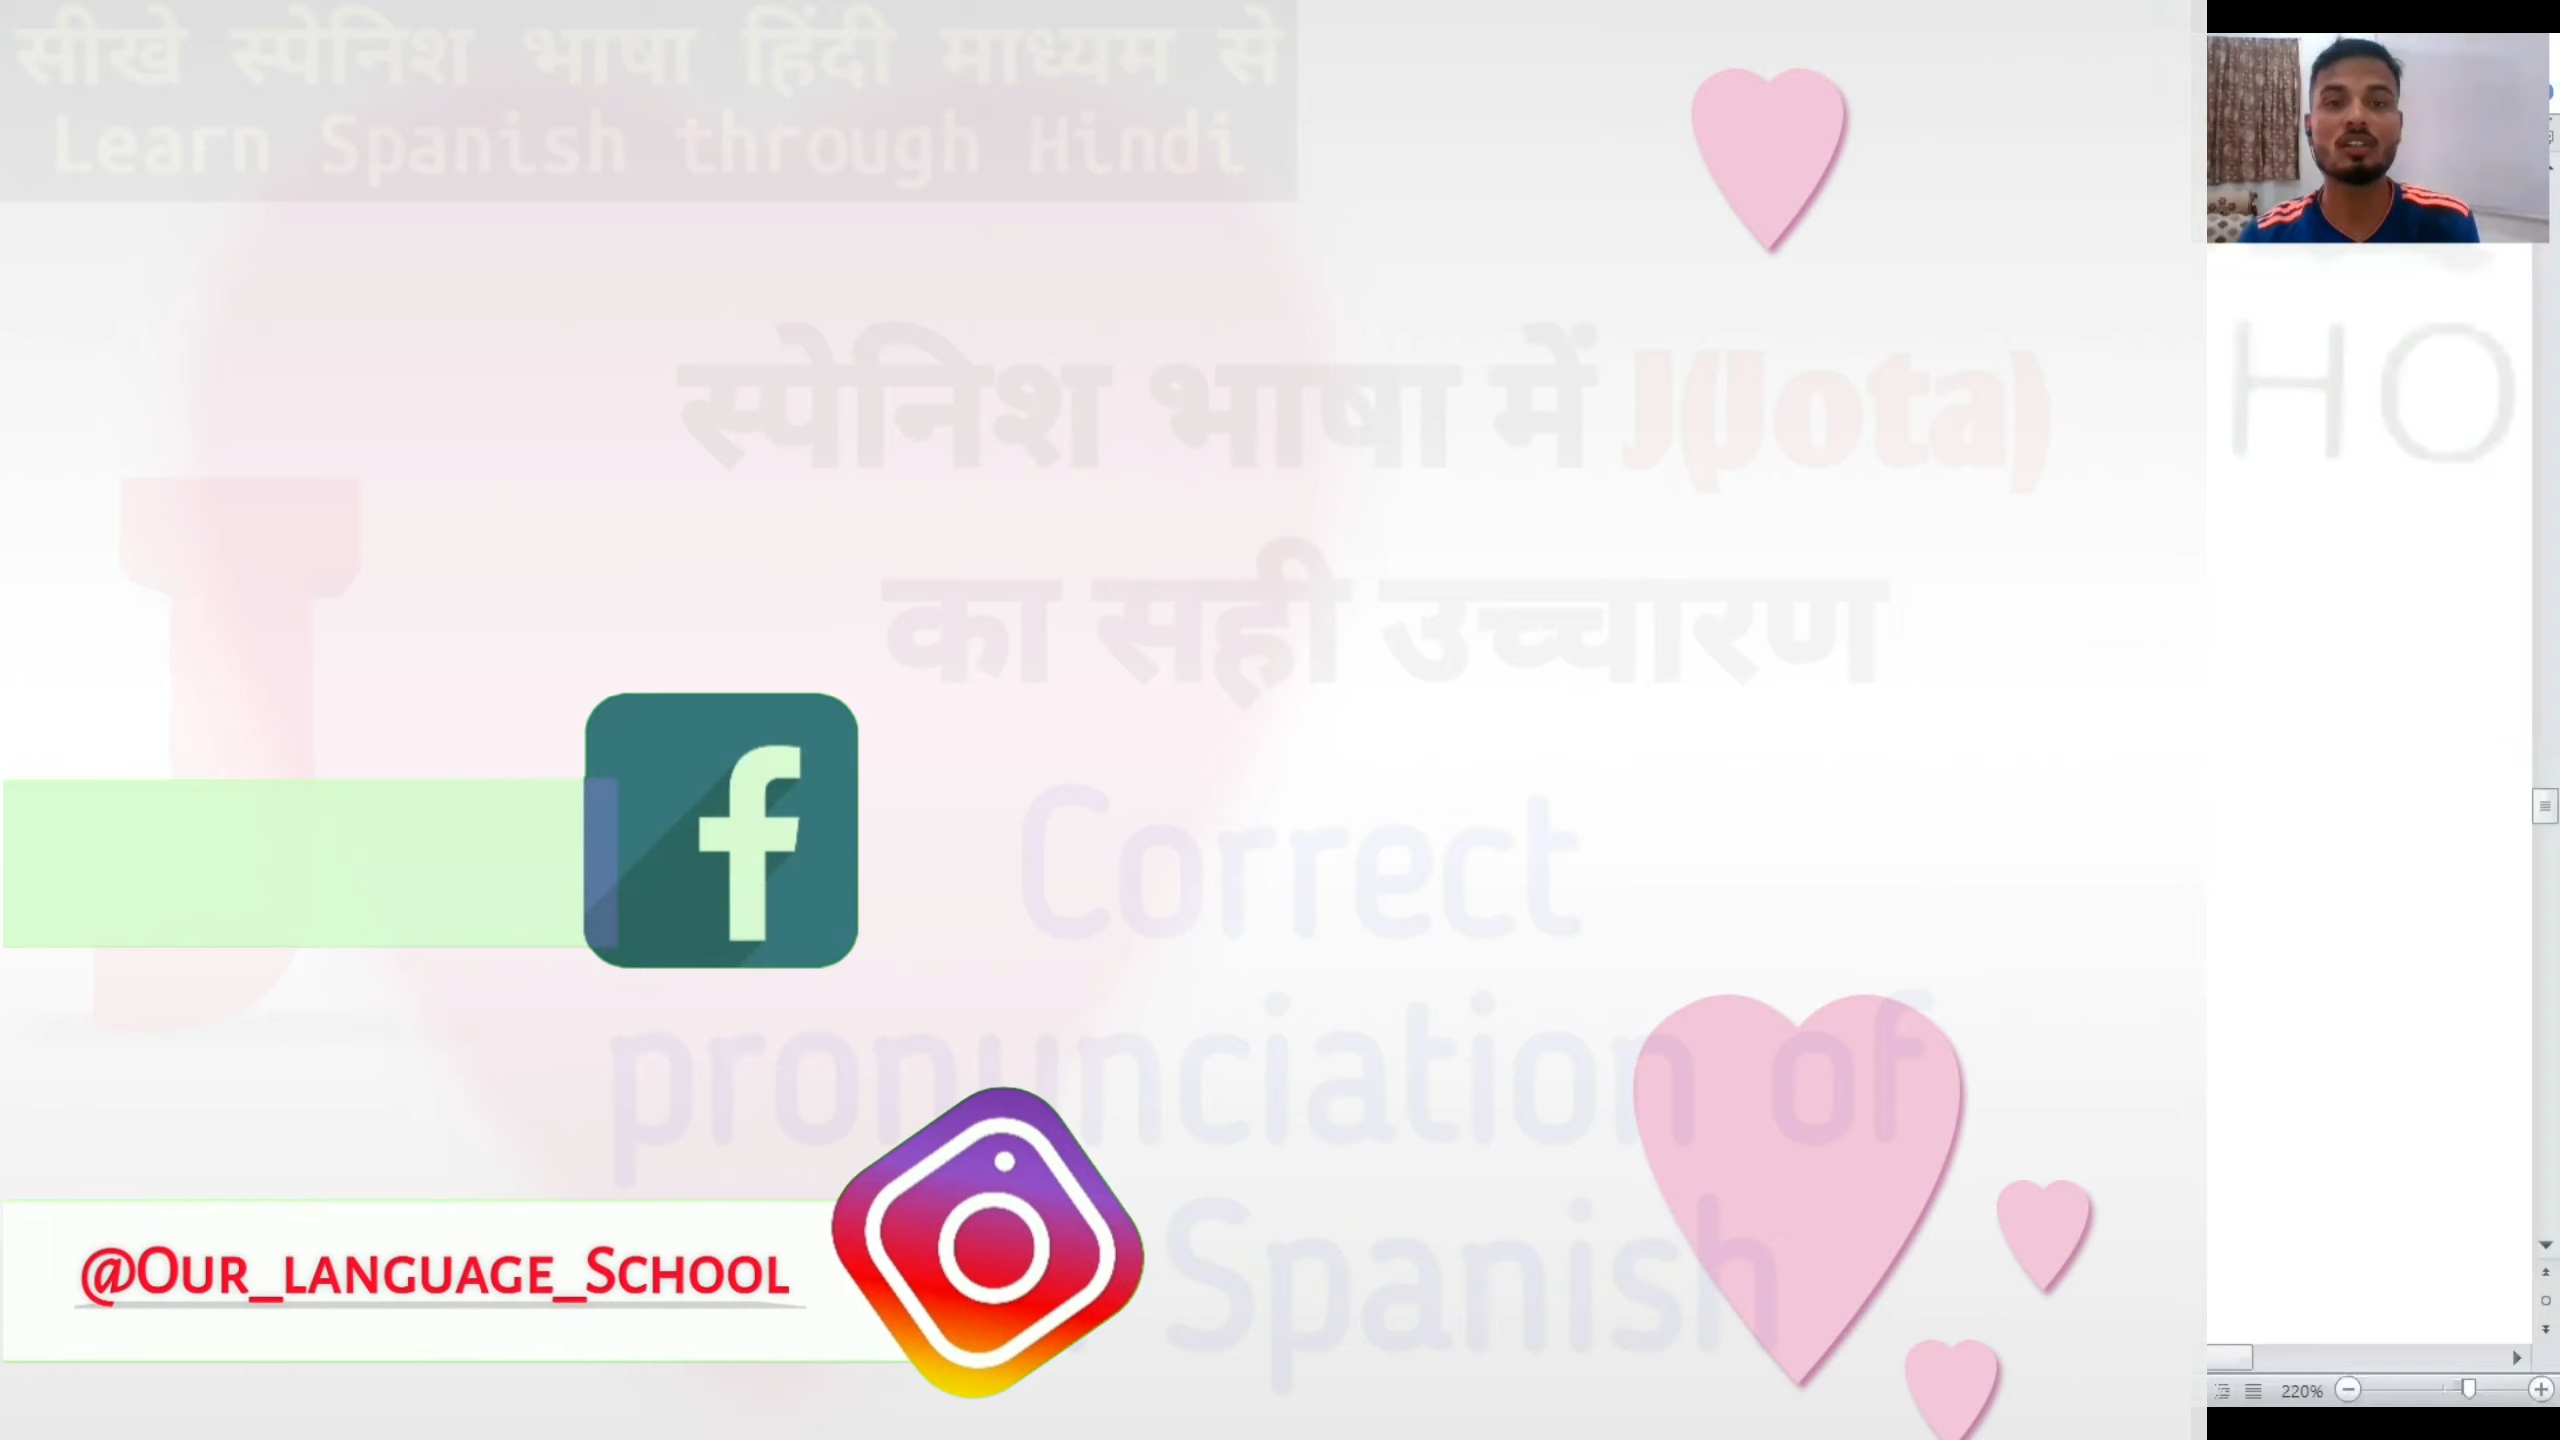 सीखे स्पेनिश भाषा हिंदी माध्यम से
Learn Spanish through Hindi
स्पेनिश भाषा में J(Jota)
का सही उच्चारण
J
HO
f
Correct
pronunciation of
Spanish
@Our_language_School
220%